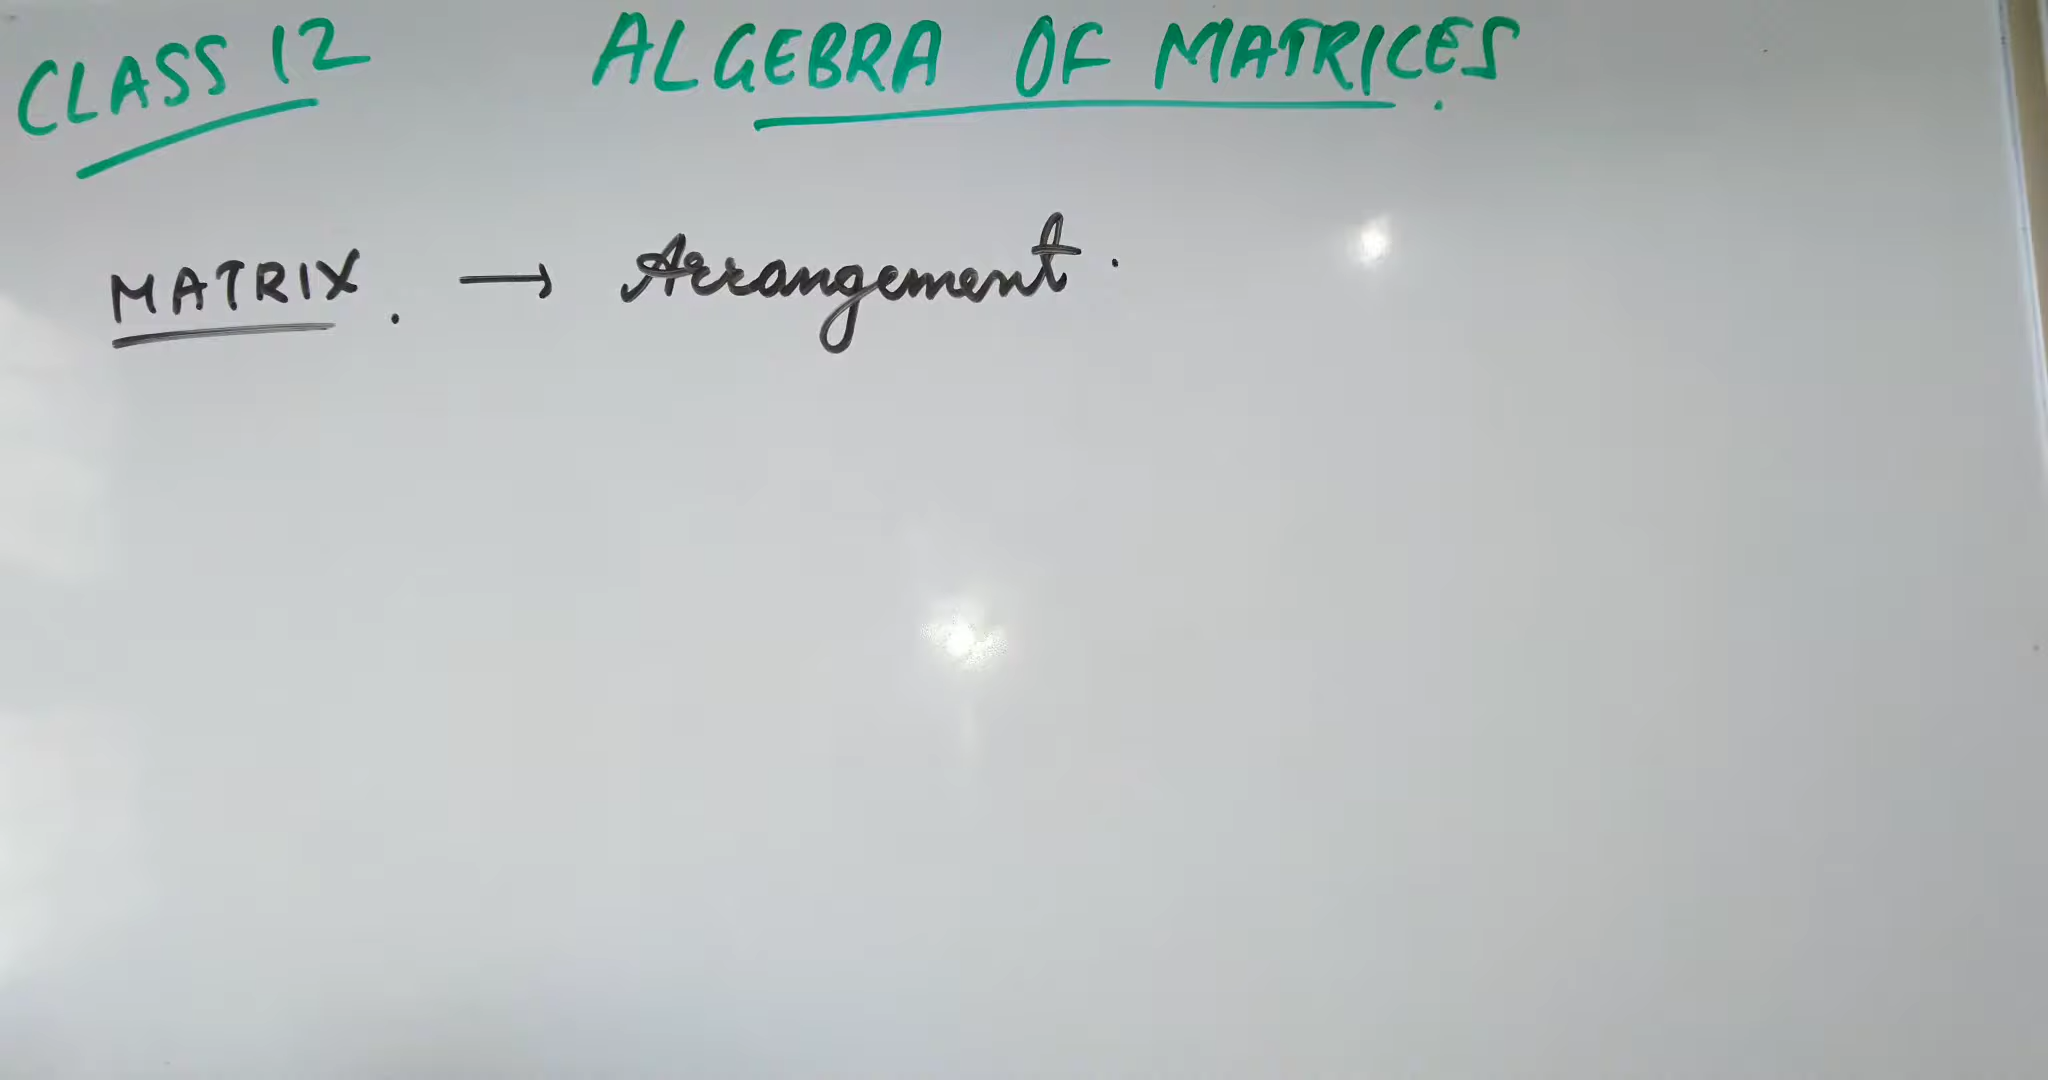 CLASS 12 ALGEBRA OF MATRICES
MATRIX. → Arrangement.